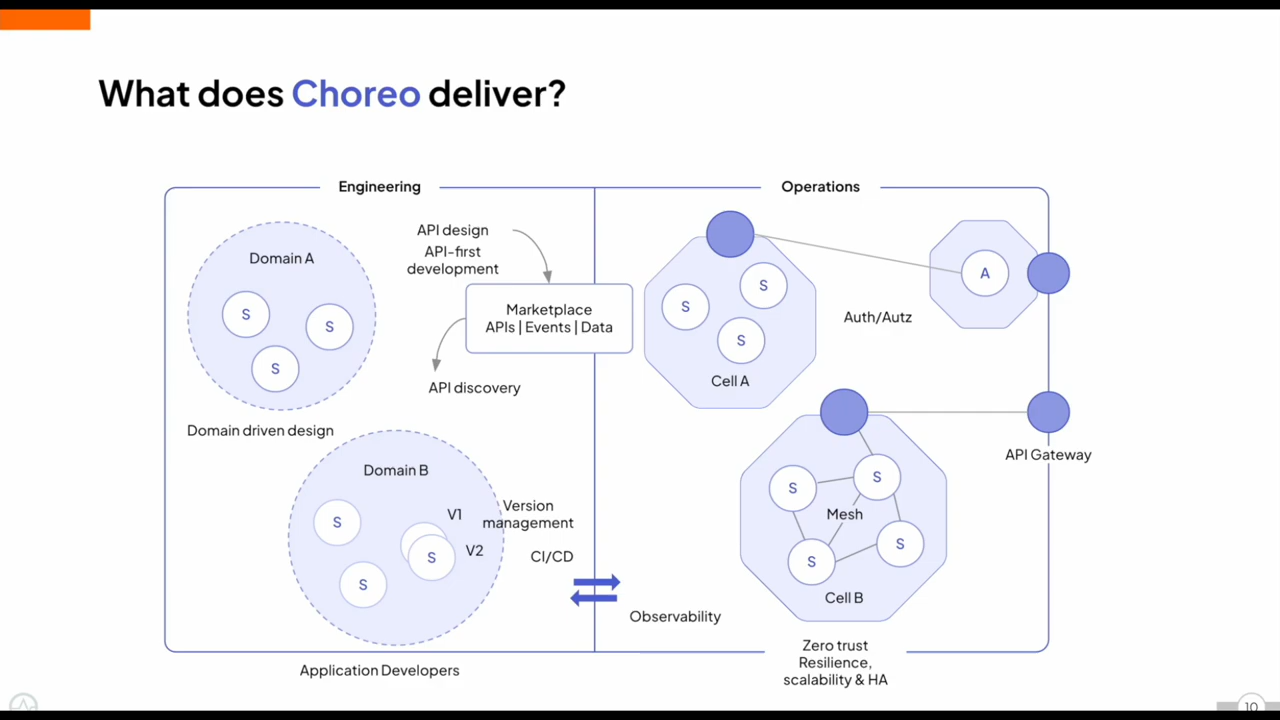 What does Choreo deliver?
Engineering
Operations
Domain A
S
S
S
Domain driven design
API design
API-first
development
Marketplace
APIs | Events | Data
API discovery
Domain B
S
S
S
V1
V2
Version
management
CI/CD
Observability
Application Developers
S
S
S
Cell A
A
Auth/Autz
API Gateway
S
S
Mesh
S
S
Cell B
Zero trust
Resilience,
scalability & HA
10